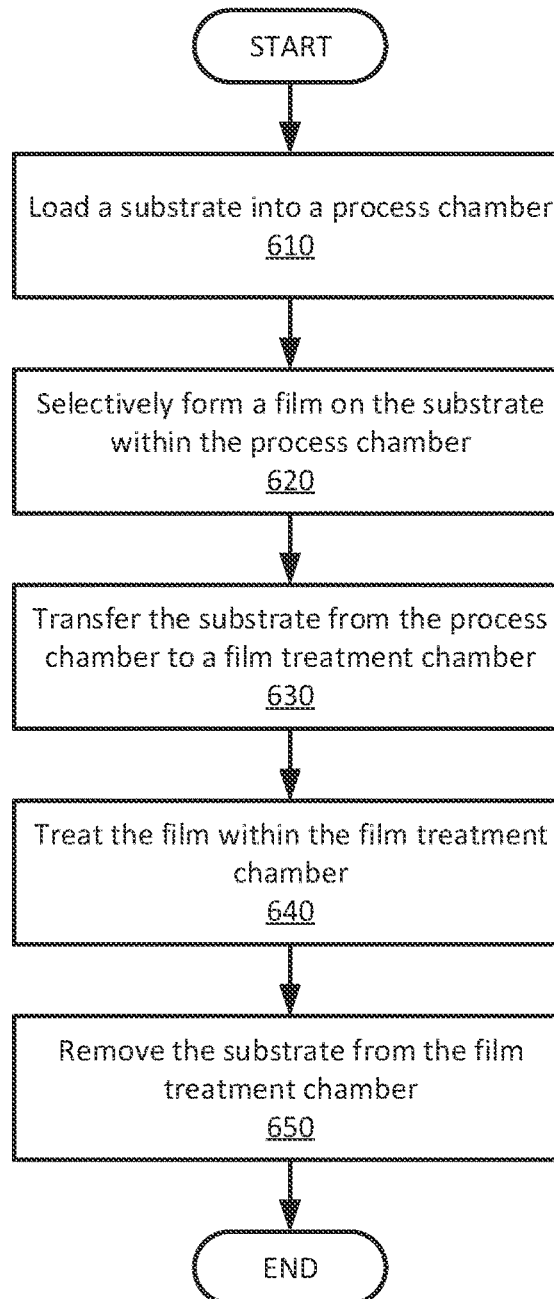 START
Load a substrate into a process chamber
610
Selectively form a film on the substrate
within the process chamber
620
Transfer the substrate from the process
chamber to a film treatment chamber
630
Treat the film within the film treatment
chamber
640
Remove the substrate from the film
treatment chamber
650
END